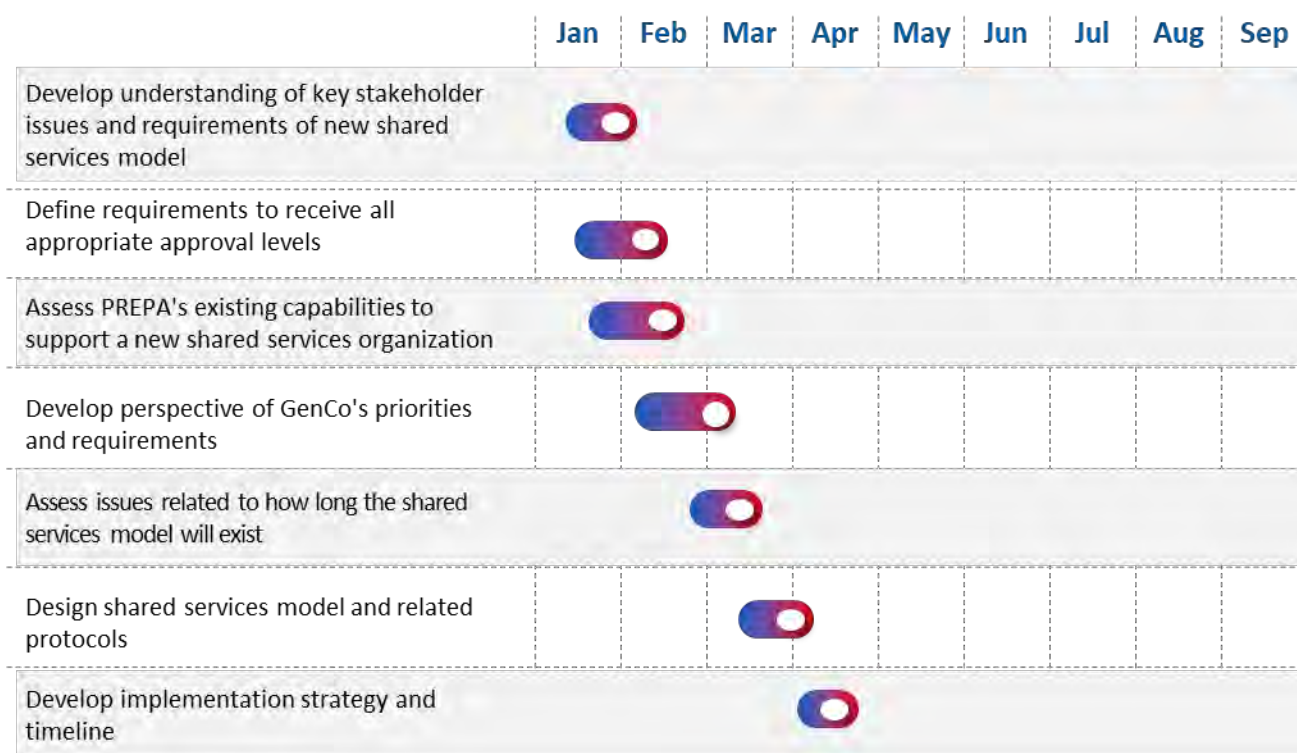 Jan Feb Mar Apr May Jun Jul Aug Sep
Develop understanding of key stakeholder
issues and requirements of new shared
services model
Define requirements to receive all
appropriate approval levels
Assess PREPA's existing capabilities to
support a new shared services organization
Develop perspective of GenCo's priorities
and requirements
Assess issues related to how long the shared
services model will exist
Design shared services model and related
protocols
Develop implementation strategy and
timeline